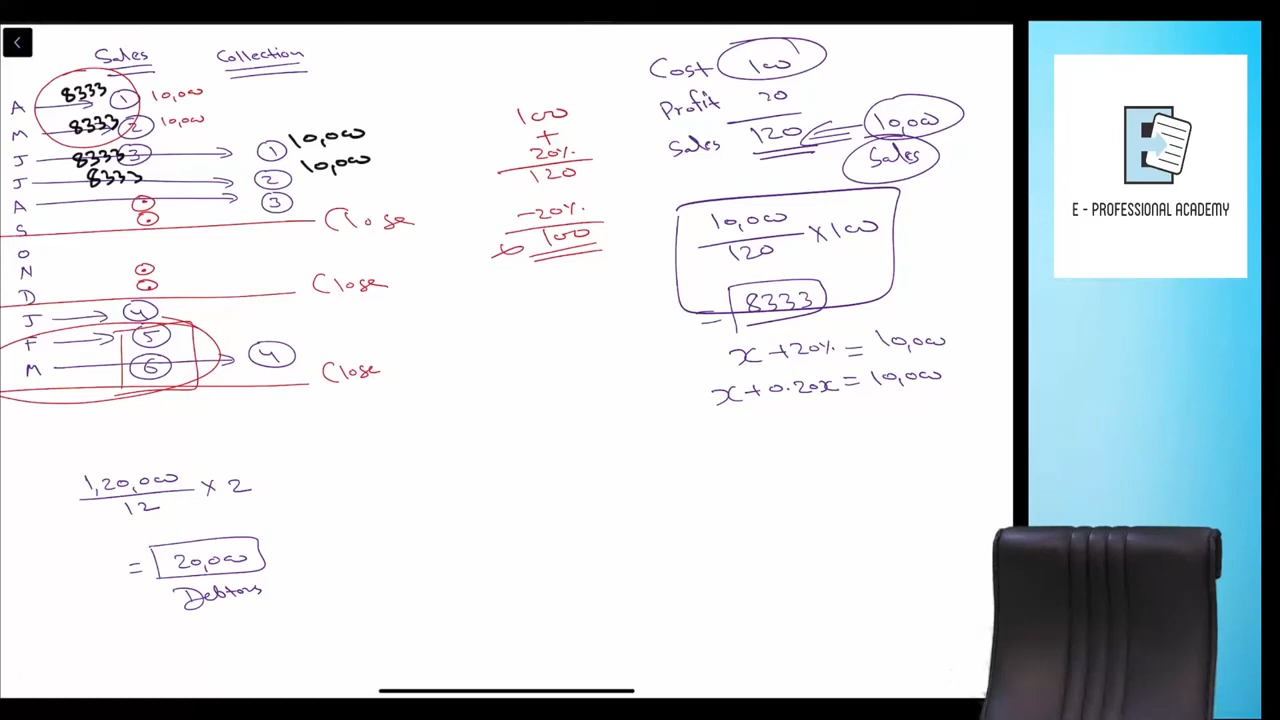 Sales Collection
A 8333 1 10,000
M 8333 2 10,000
J 8333 3 1 10,000
J 8333 2 10,000
A 3
S Close
O
N
D Close
J 4
F 5
M 6 4
Close
1,20,000
12
× 2
= 20,000
Debtors
100
+
20%
120
-20%
100
Cost 100
Profit 20
Sales 120 10,000
Sales
10,000
120
× 100
= 8333
x + 20% = 10,000
x + 0.20x = 10,000
E - PROFESSIONAL ACADEMY